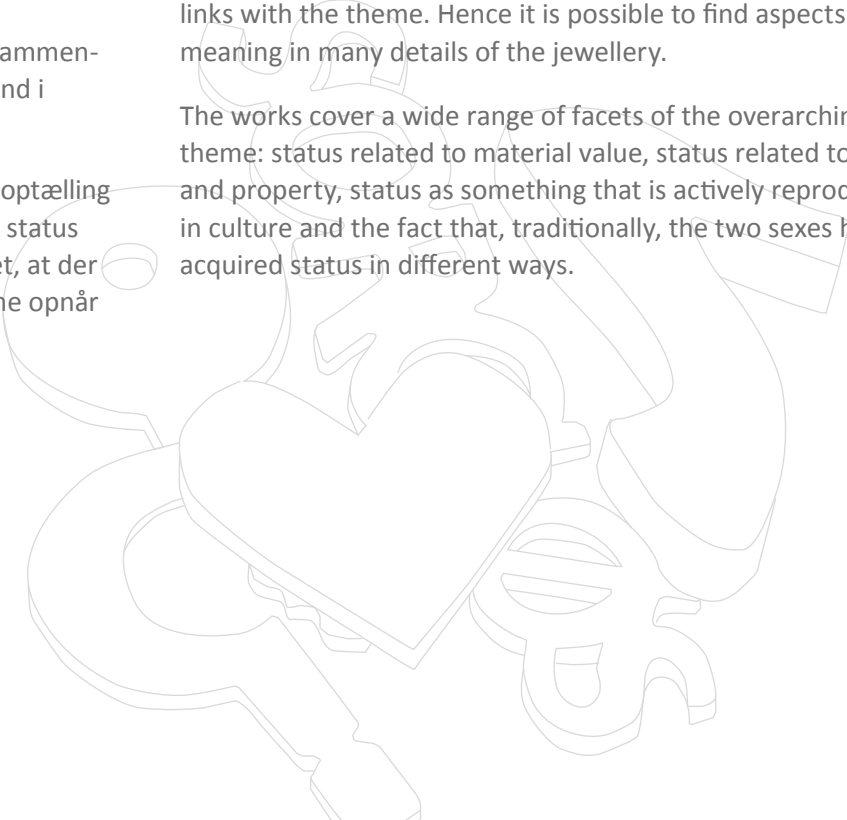 ammen-
nd i
optælling
status
et, at der
ne opnår
links with the theme. Hence it is possible to find aspects
meaning in many details of the jewellery.
The works cover a wide range of facets of the overarchin
theme: status related to material value, status related to
and property, status as something that is actively reprod
in culture and the fact that, traditionally, the two sexes h
acquired status in different ways.